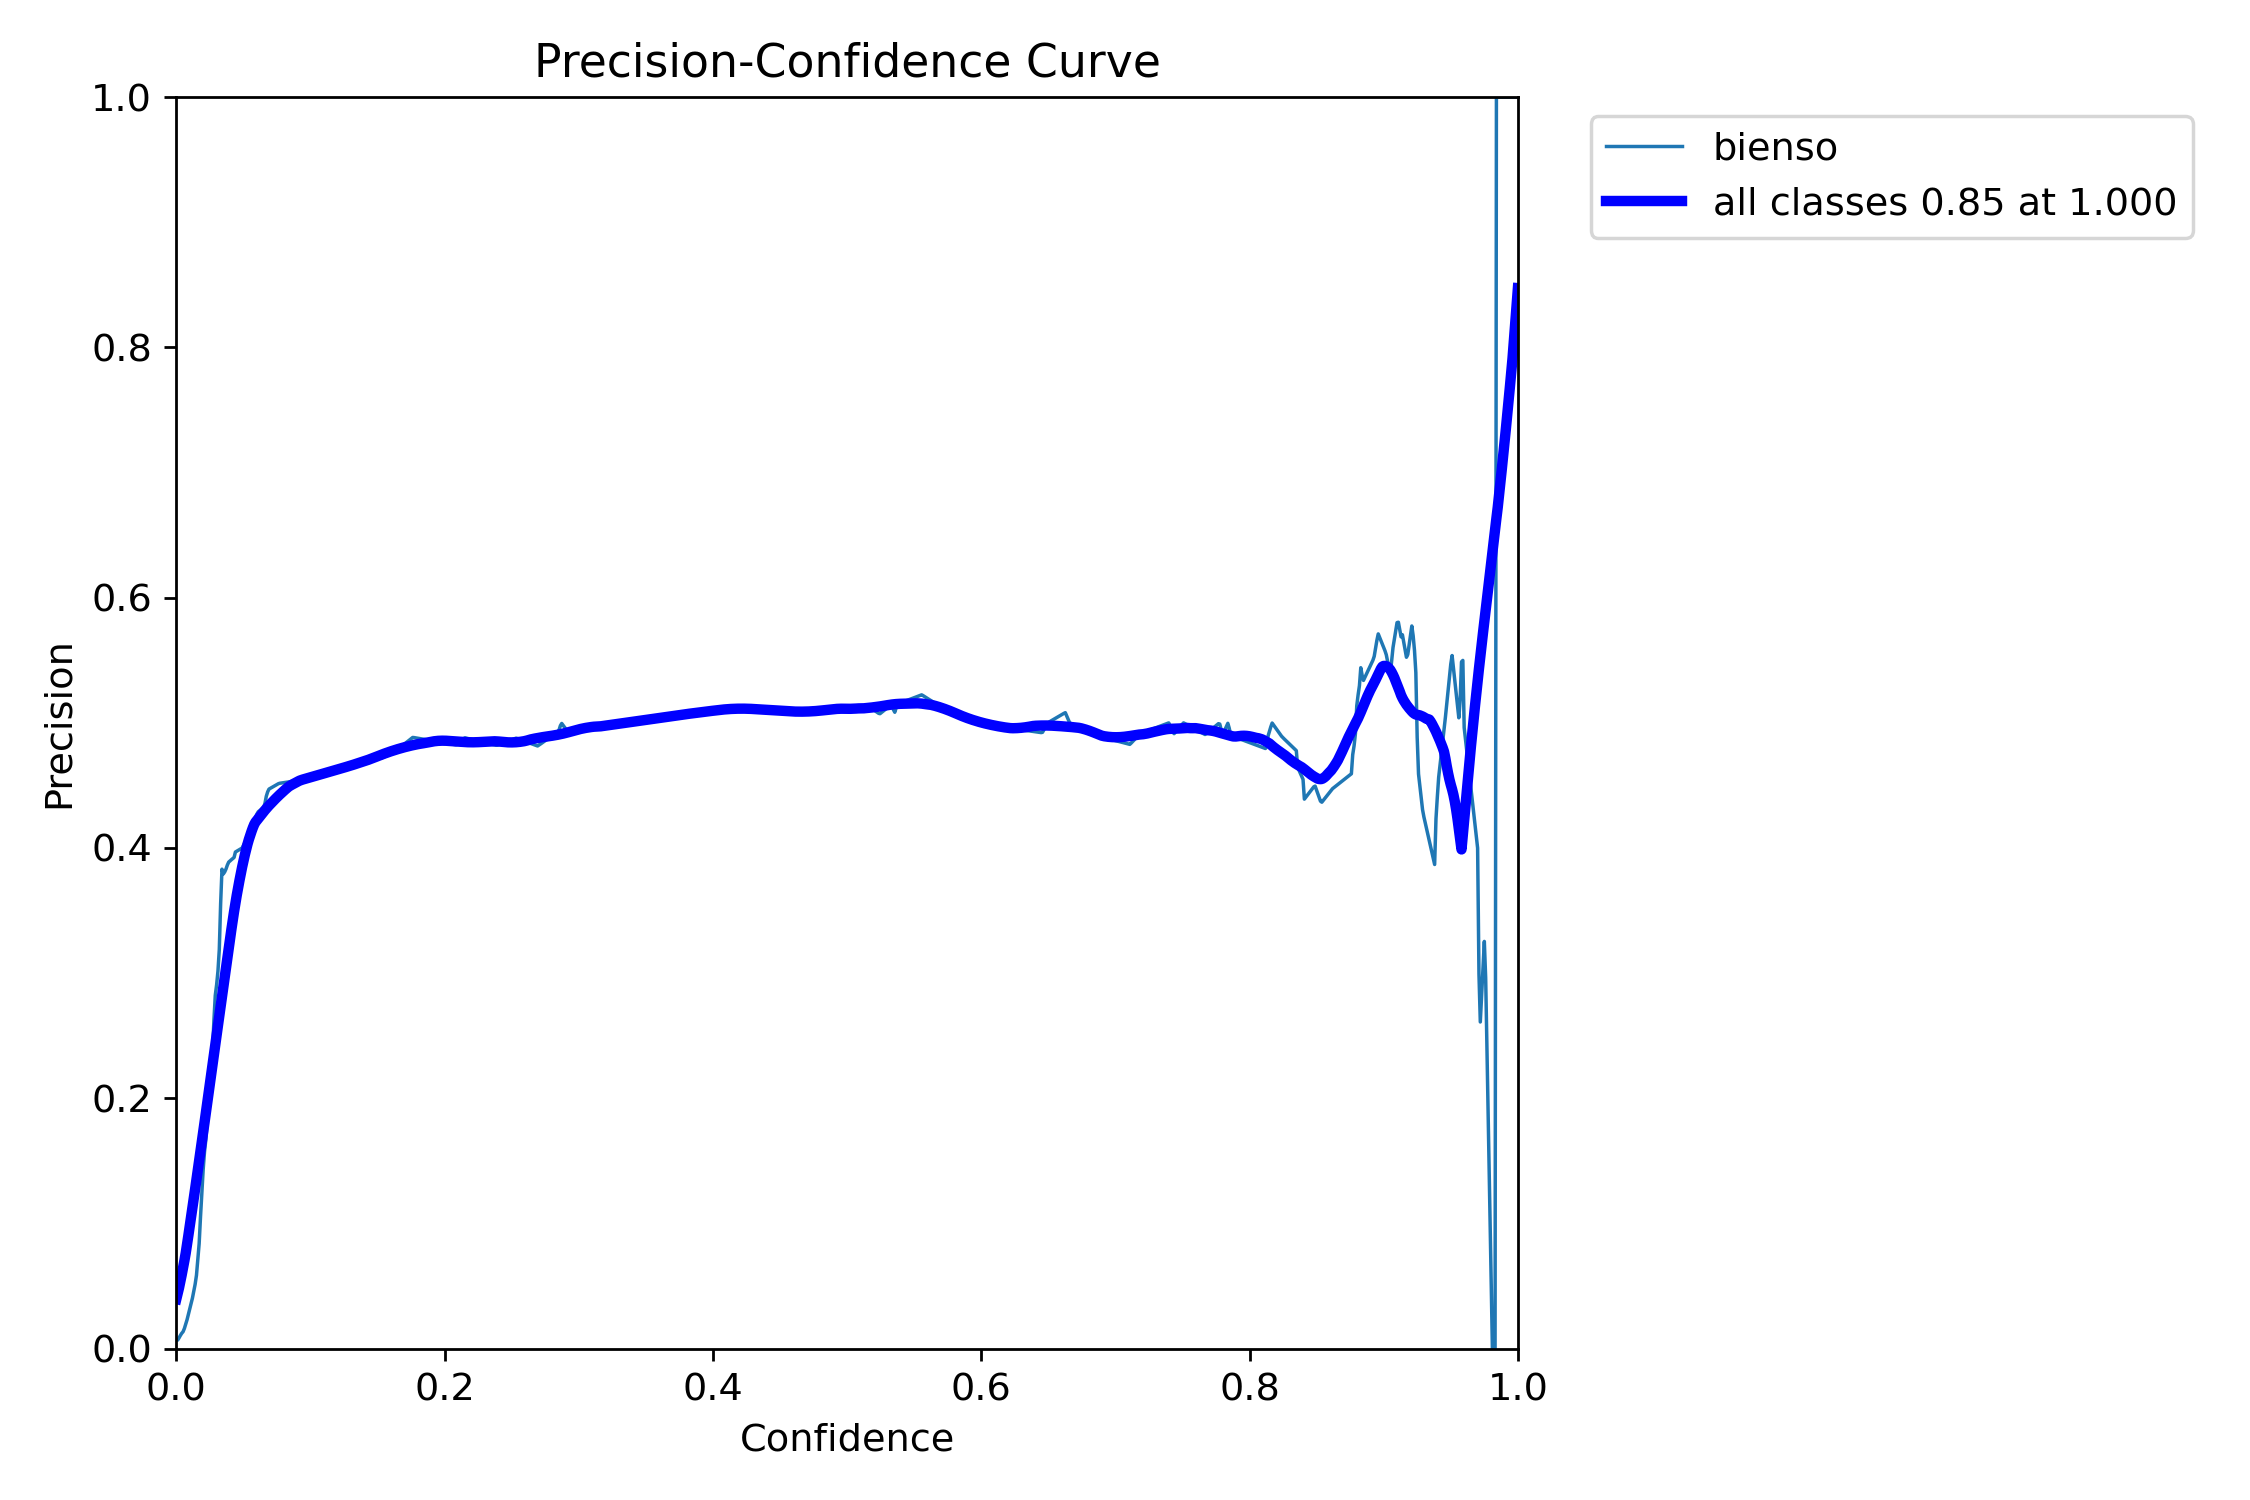 Precision-Confidence Curve
1.0
0.8
0.6
0.4
0.2
0.0
Precision
0.0 0.2 0.4 0.6 0.8 1.0
Confidence
bienso
all classes 0.85 at 1.000